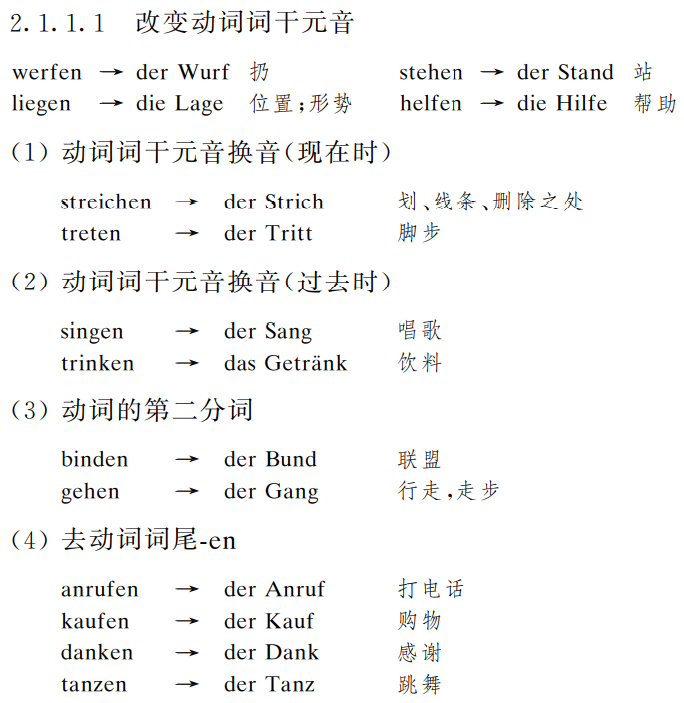 2.1.1.1 改变动词词干元音
werfen → der Wurf 扔 stehen → der Stand 站
liegen → die Lage 位置;形势 helfen → die Hilfe 帮助
(1) 动词词干元音换音(现在时)
streichen → der Strich 划、线条、删除之处
treten → der Tritt 脚步
(2) 动词词干元音换音(过去时)
singen → der Sang 唱歌
trinken → das Getränk 饮料
(3) 动词的第二分词
binden → der Bund 联盟
gehen → der Gang 行走,走步
(4) 去动词词尾-en
anrufen → der Anruf 打电话
kaufen → der Kauf 购物
danken → der Dank 感谢
tanzen → der Tanz 跳舞